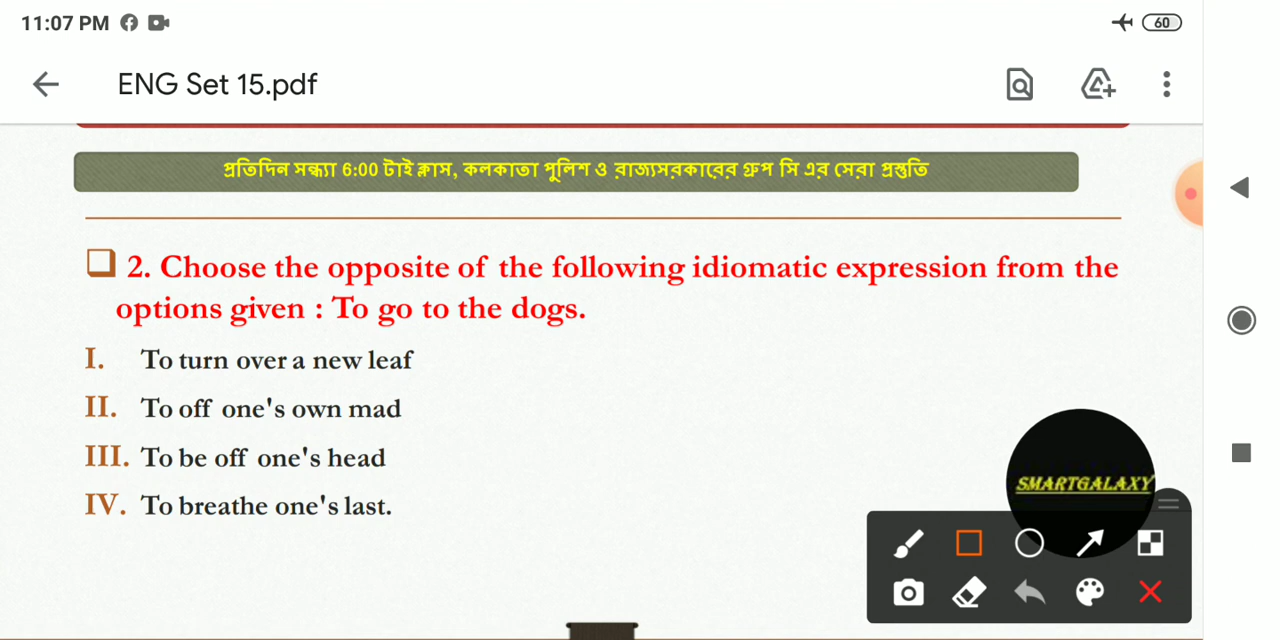 11:07 PM
60
ENG Set 15.pdf
প্রতিদিন সন্ধ্যা 6:00 টাই ক্লাস, কলকাতা পুলিশ ও রাজ্যসরকারের গ্রুপ সি এর সেরা প্রস্তুতি
2. Choose the opposite of the following idiomatic expression from the
options given : To go to the dogs.
I. To turn over a new leaf
II. To off one's own mad
III. To be off one's head
IV. To breathe one's last.
SMARTGALAXY